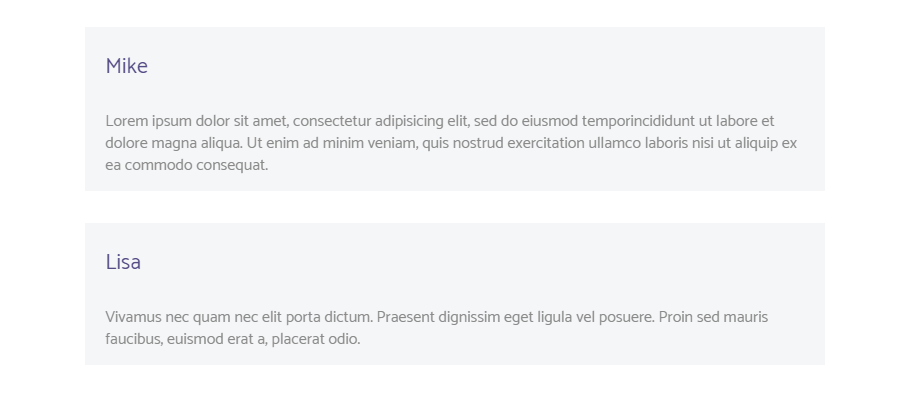 Mike
Lorem ipsum dolor sit amet, consectetur adipisicing elit, sed do eiusmod temporincididunt ut labore et
dolore magna aliqua. Ut enim ad minim veniam, quis nostrud exercitation ullamco laboris nisi ut aliquip ex
ea commodo consequat.
Lisa
Vivamus nec quam nec elit porta dictum. Praesent dignissim eget ligula vel posuere. Proin sed mauris
faucibus, euismod erat a, placerat odio.